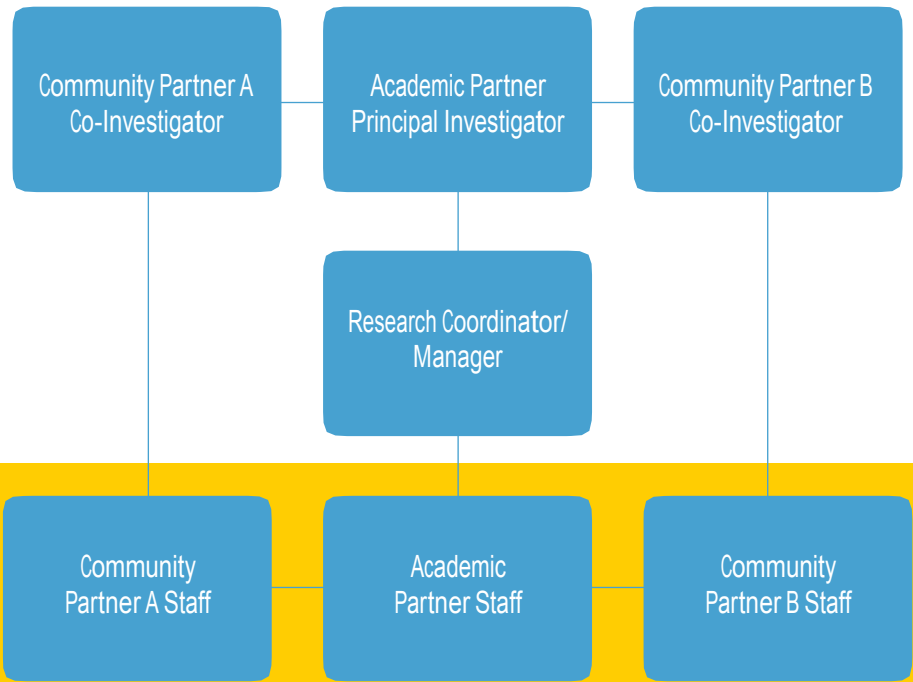 Community Partner A
Co-Investigator
Academic Partner
Principal Investigator
Community Partner B
Co-Investigator
Research Coordinator/
Manager
Community
Partner A Staff
Academic
Partner Staff
Community
Partner B Staff